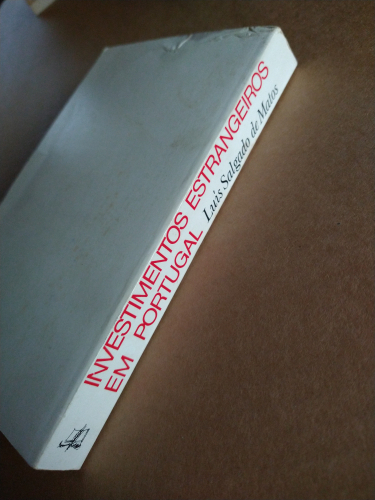 INVESTIMENTOS ESTRANGEIROS
EM PORTUGAL
Luís Salgado de Matos